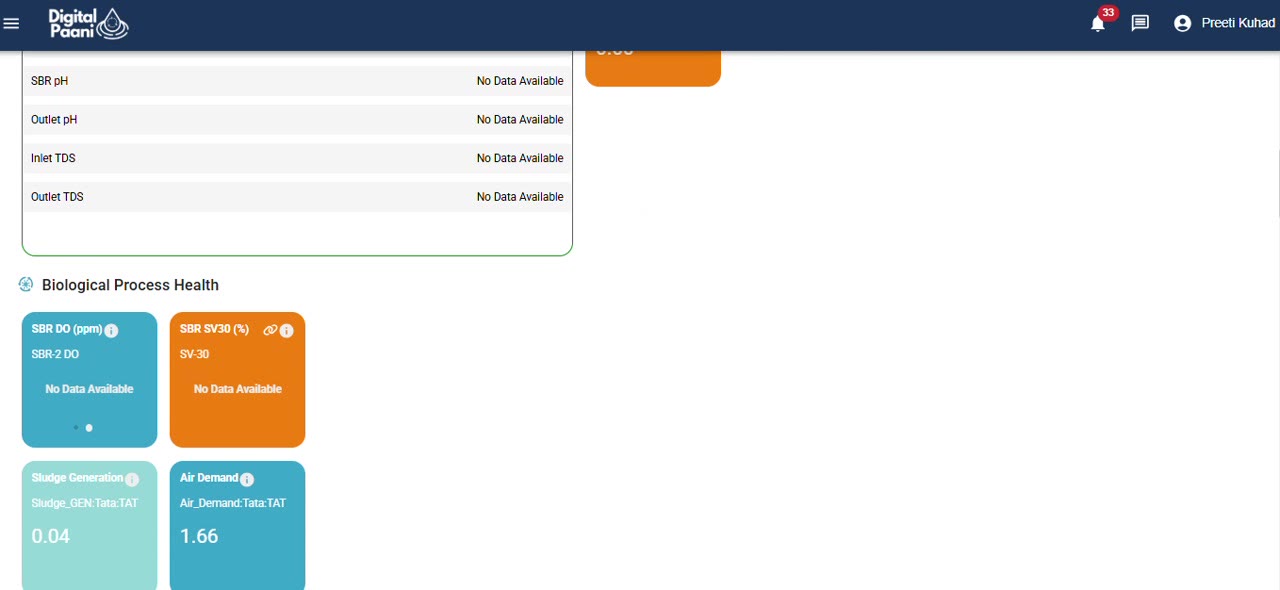 Digital
Paani
33
Preeti Kuhad
SBR pH No Data Available
Outlet pH No Data Available
Inlet TDS No Data Available
Outlet TDS No Data Available
Biological Process Health
SBR DO (ppm)
SBR-2 DO
No Data Available
SBR SV30 (%)
SV-30
No Data Available
Sludge Generation
Sludge_GEN:Tata:TAT
0.04
Air Demand
Air_Demand:Tata:TAT
1.66